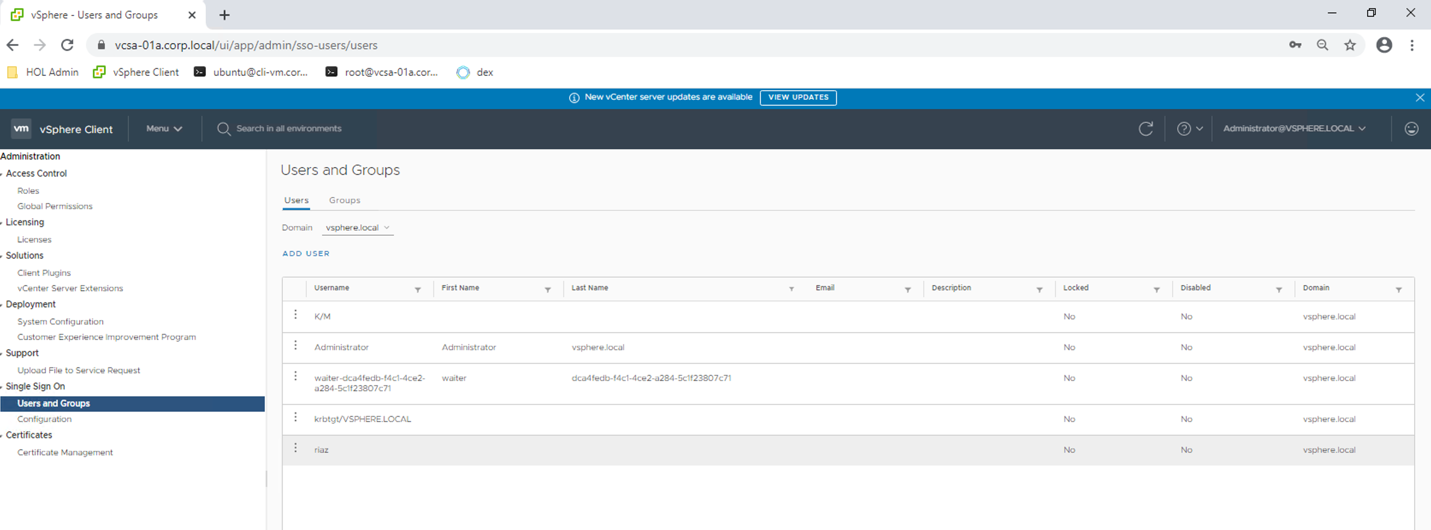 vSphere - Users and Groups
vcsa-01a.corp.local/ui/app/admin/sso-users/users
HOL Admin vSphere Client ubuntu@cli-vm.cor... root@vcsa-01a.cor... dex
New vCenter server updates are available VIEW UPDATES
vm vSphere Client Menu Search in all environments Administrator@VSPHERE.LOCAL
Administration
Access Control
Roles
Global Permissions
Licensing
Licenses
Solutions
Client Plugins
vCenter Server Extensions
Deployment
System Configuration
Customer Experience Improvement Program
Support
Upload File to Service Request
Single Sign On
Users and Groups
Configuration
Certificates
Certificate Management
Users and Groups
Users Groups
Domain vsphere.local
ADD USER
Username First Name Last Name Email Description Locked Disabled Domain
K/M No No vsphere.local
Administrator Administrator vsphere.local No No vsphere.local
waiter-dca4fedb-f4c1-4ce2- waiter dca4fedb-f4c1-4ce2-a284-5c1f23807c71 No No vsphere.local
a284-5c1f23807c71
krbtgt/VSPHERE.LOCAL No No vsphere.local
riaz No No vsphere.local